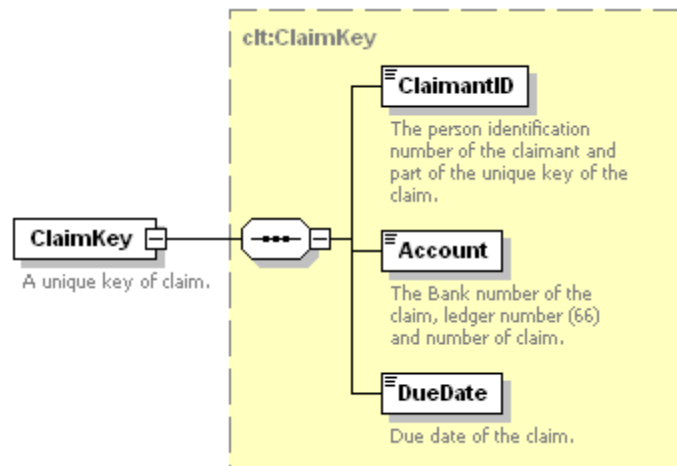 clt:ClaimKey
ClaimantID
The person identification
number of the claimant and
part of the unique key of the
claim.
ClaimKey
A unique key of claim.
Account
The Bank number of the
claim, ledger number (66)
and number of claim.
DueDate
Due date of the claim.